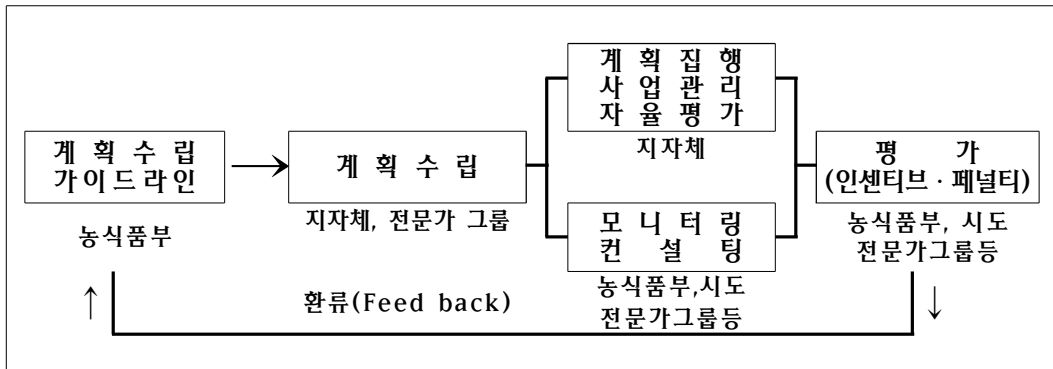 계획수립
가이드라인
농식품부
계획수립
지자체, 전문가 그룹
계획집행
사업관리
자율평가
지자체
모니터링
컨설팅
농식품부,시도
전문가그룹등
평가
(인센티브·페널티)
농식품부, 시도
전문가그룹등
환류(Feed back)